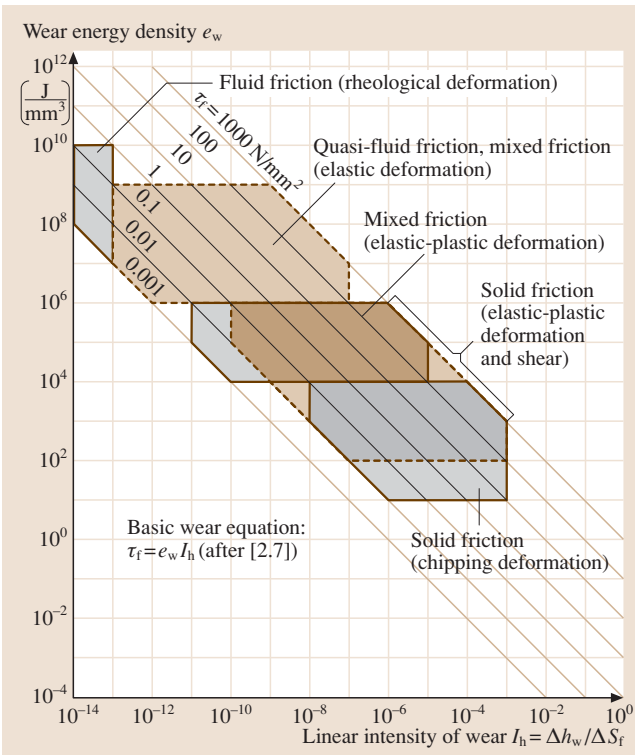 Wear energy density e_w
10^12
[J/mm^3]
10^10
10^8
10^6
10^4
10^2
10^0
10^−2
10^−4
Fluid friction (rheological deformation)
τ_f=1000 N/mm^2
100
10
1
0.1
0.01
0.001
Quasi-fluid friction, mixed friction
(elastic deformation)
Mixed friction
(elastic-plastic deformation)
Solid friction
(elastic-plastic
deformation
and shear)
Basic wear equation:
τ_f=e_w I_h (after [2.7])
Solid friction
(chipping deformation)
10^−14
10^−12
10^−10
10^−8
10^−6
10^−4
10^−2
10^0
Linear intensity of wear I_h=Δh_w/ΔS_f